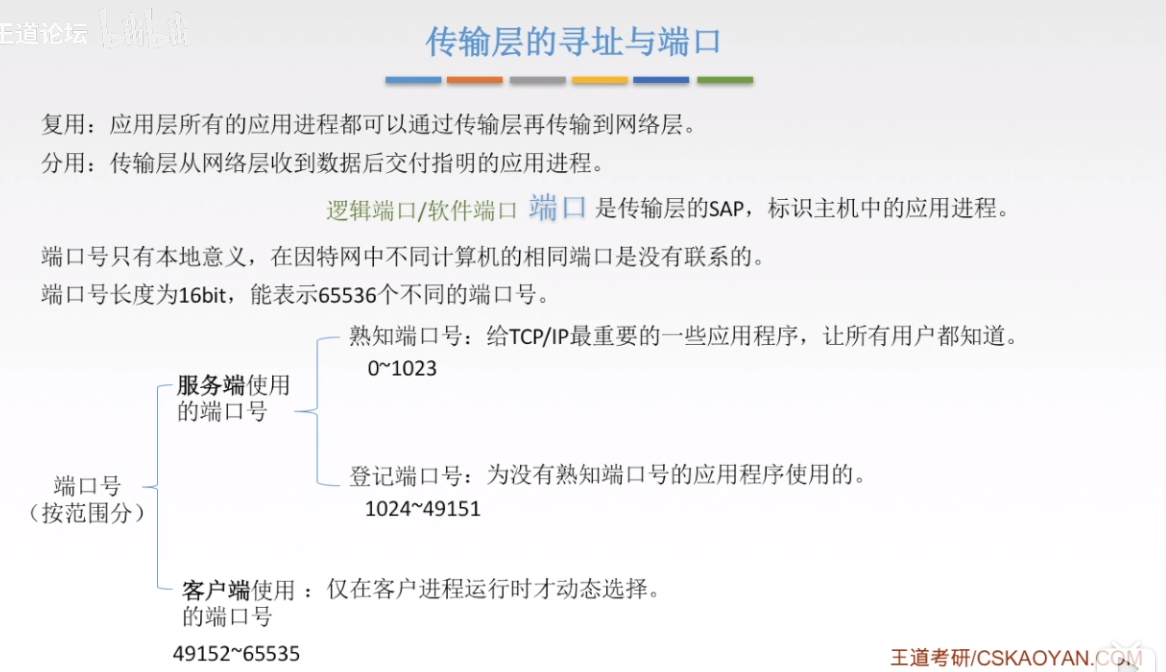 王道论坛 bilibili
传输层的寻址与端口
复用：应用层所有的应用进程都可以通过传输层再传输到网络层。
分用：传输层从网络层收到数据后交付指明的应用进程。
逻辑端口/软件端口 端口 是传输层的SAP，标识主机中的应用进程。
端口号只有本地意义，在因特网中不同计算机的相同端口是没有联系的。
端口号长度为16bit，能表示65536个不同的端口号。
端口号
（按范围分）
服务端使用
的端口号
熟知端口号：给TCP/IP最重要的一些应用程序，让所有用户都知道。
0~1023
登记端口号：为没有熟知端口号的应用程序使用的。
1024~49151
客户端使用：仅在客户进程运行时才动态选择。
的端口号
49152~65535
王道考研/CSKAOYAN.COM